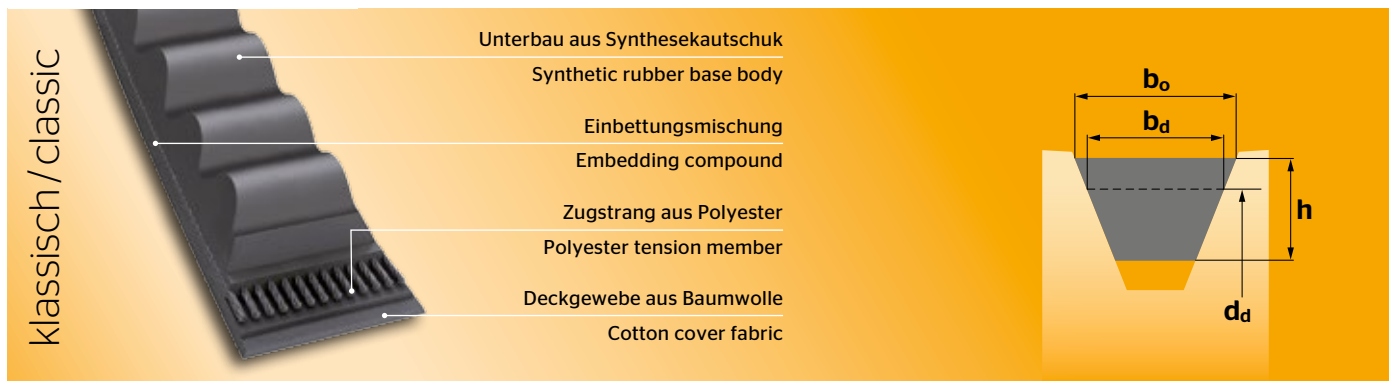 klassisch / classic
Unterbau aus Synthesekautschuk
Synthetic rubber base body
Einbettungsmischung
Embedding compound
Zugstrang aus Polyester
Polyester tension member
Deckgewebe aus Baumwolle
Cotton cover fabric
bo
bd
h
dd